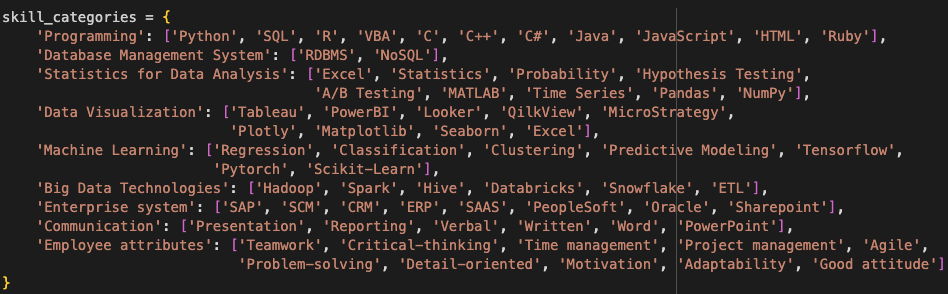 skill_categories = {
    'Programming': ['Python', 'SQL', 'R', 'VBA', 'C', 'C++', 'C#', 'Java', 'JavaScript', 'HTML', 'Ruby'],
    'Database Management System': ['RDBMS', 'NoSQL'],
    'Statistics for Data Analysis': ['Excel', 'Statistics', 'Probability', 'Hypothesis Testing',
                                     'A/B Testing', 'MATLAB', 'Time Series', 'Pandas', 'NumPy'],
    'Data Visualization': ['Tableau', 'PowerBI', 'Looker', 'QilkView', 'MicroStrategy',
                           'Plotly', 'Matplotlib', 'Seaborn', 'Excel'],
    'Machine Learning': ['Regression', 'Classification', 'Clustering', 'Predictive Modeling', 'Tensorflow',
                         'Pytorch', 'Scikit-Learn'],
    'Big Data Technologies': ['Hadoop', 'Spark', 'Hive', 'Databricks', 'Snowflake', 'ETL'],
    'Enterprise system': ['SAP', 'SCM', 'CRM', 'ERP', 'SAAS', 'PeopleSoft', 'Oracle', 'Sharepoint'],
    'Communication': ['Presentation', 'Reporting', 'Verbal', 'Written', 'Word', 'PowerPoint'],
    'Employee attributes': ['Teamwork', 'Critical-thinking', 'Time management', 'Project management', 'Agile',
                            'Problem-solving', 'Detail-oriented', 'Motivation', 'Adaptability', 'Good attitude']
}